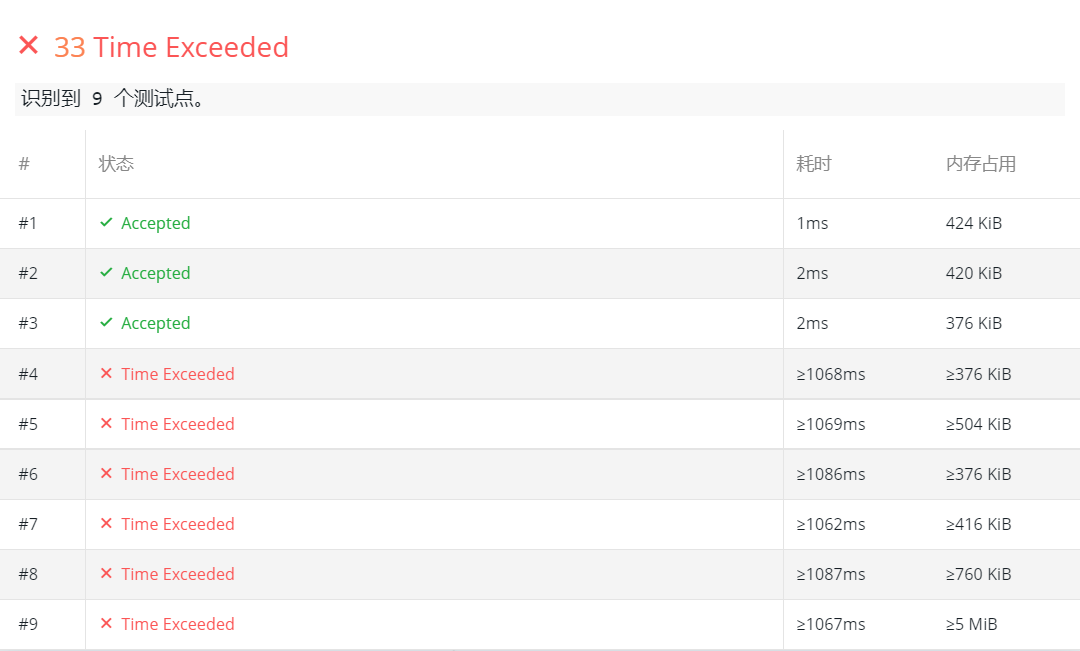 ✕ 33 Time Exceeded
识别到 9 个测试点。
# 状态 耗时 内存占用
#1 ✓ Accepted 1ms 424 KiB
#2 ✓ Accepted 2ms 420 KiB
#3 ✓ Accepted 2ms 376 KiB
#4 ✕ Time Exceeded ≥1068ms ≥376 KiB
#5 ✕ Time Exceeded ≥1069ms ≥504 KiB
#6 ✕ Time Exceeded ≥1086ms ≥376 KiB
#7 ✕ Time Exceeded ≥1062ms ≥416 KiB
#8 ✕ Time Exceeded ≥1087ms ≥760 KiB
#9 ✕ Time Exceeded ≥1067ms ≥5 MiB